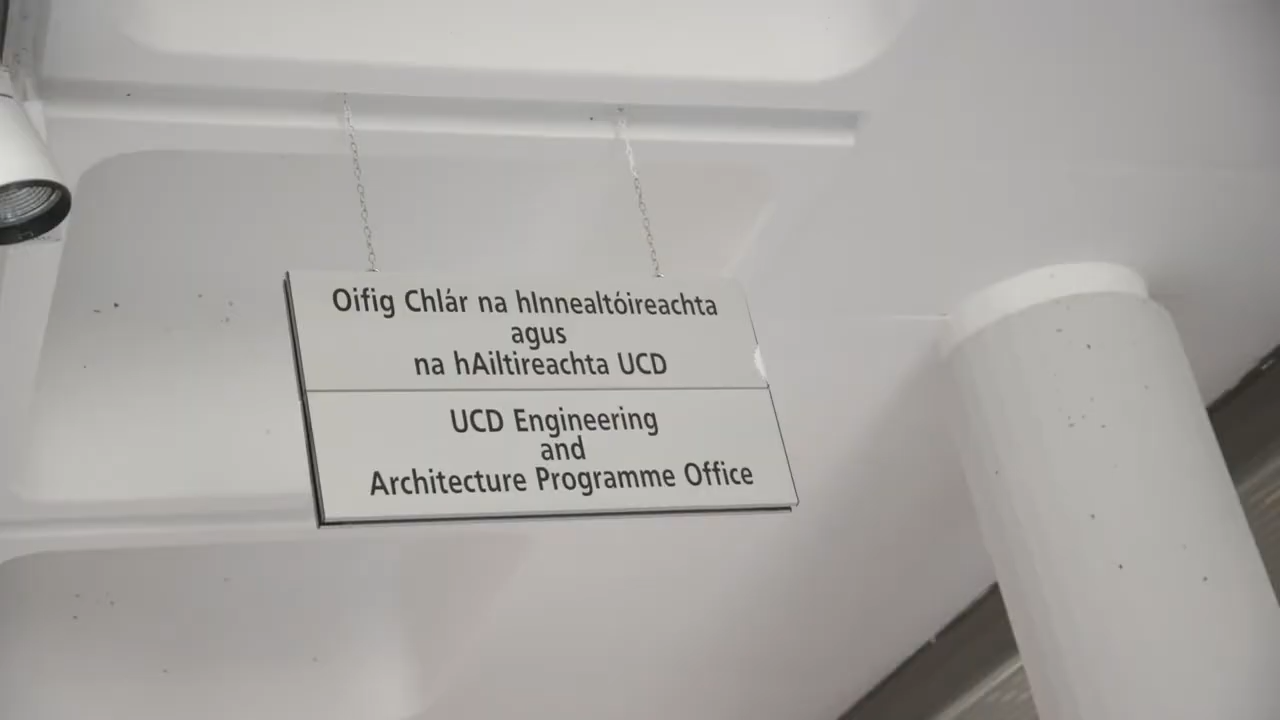 Oifig Chlár na hInnealtóireachta
agus
na hAiltireachta UCD
UCD Engineering
and
Architecture Programme Office